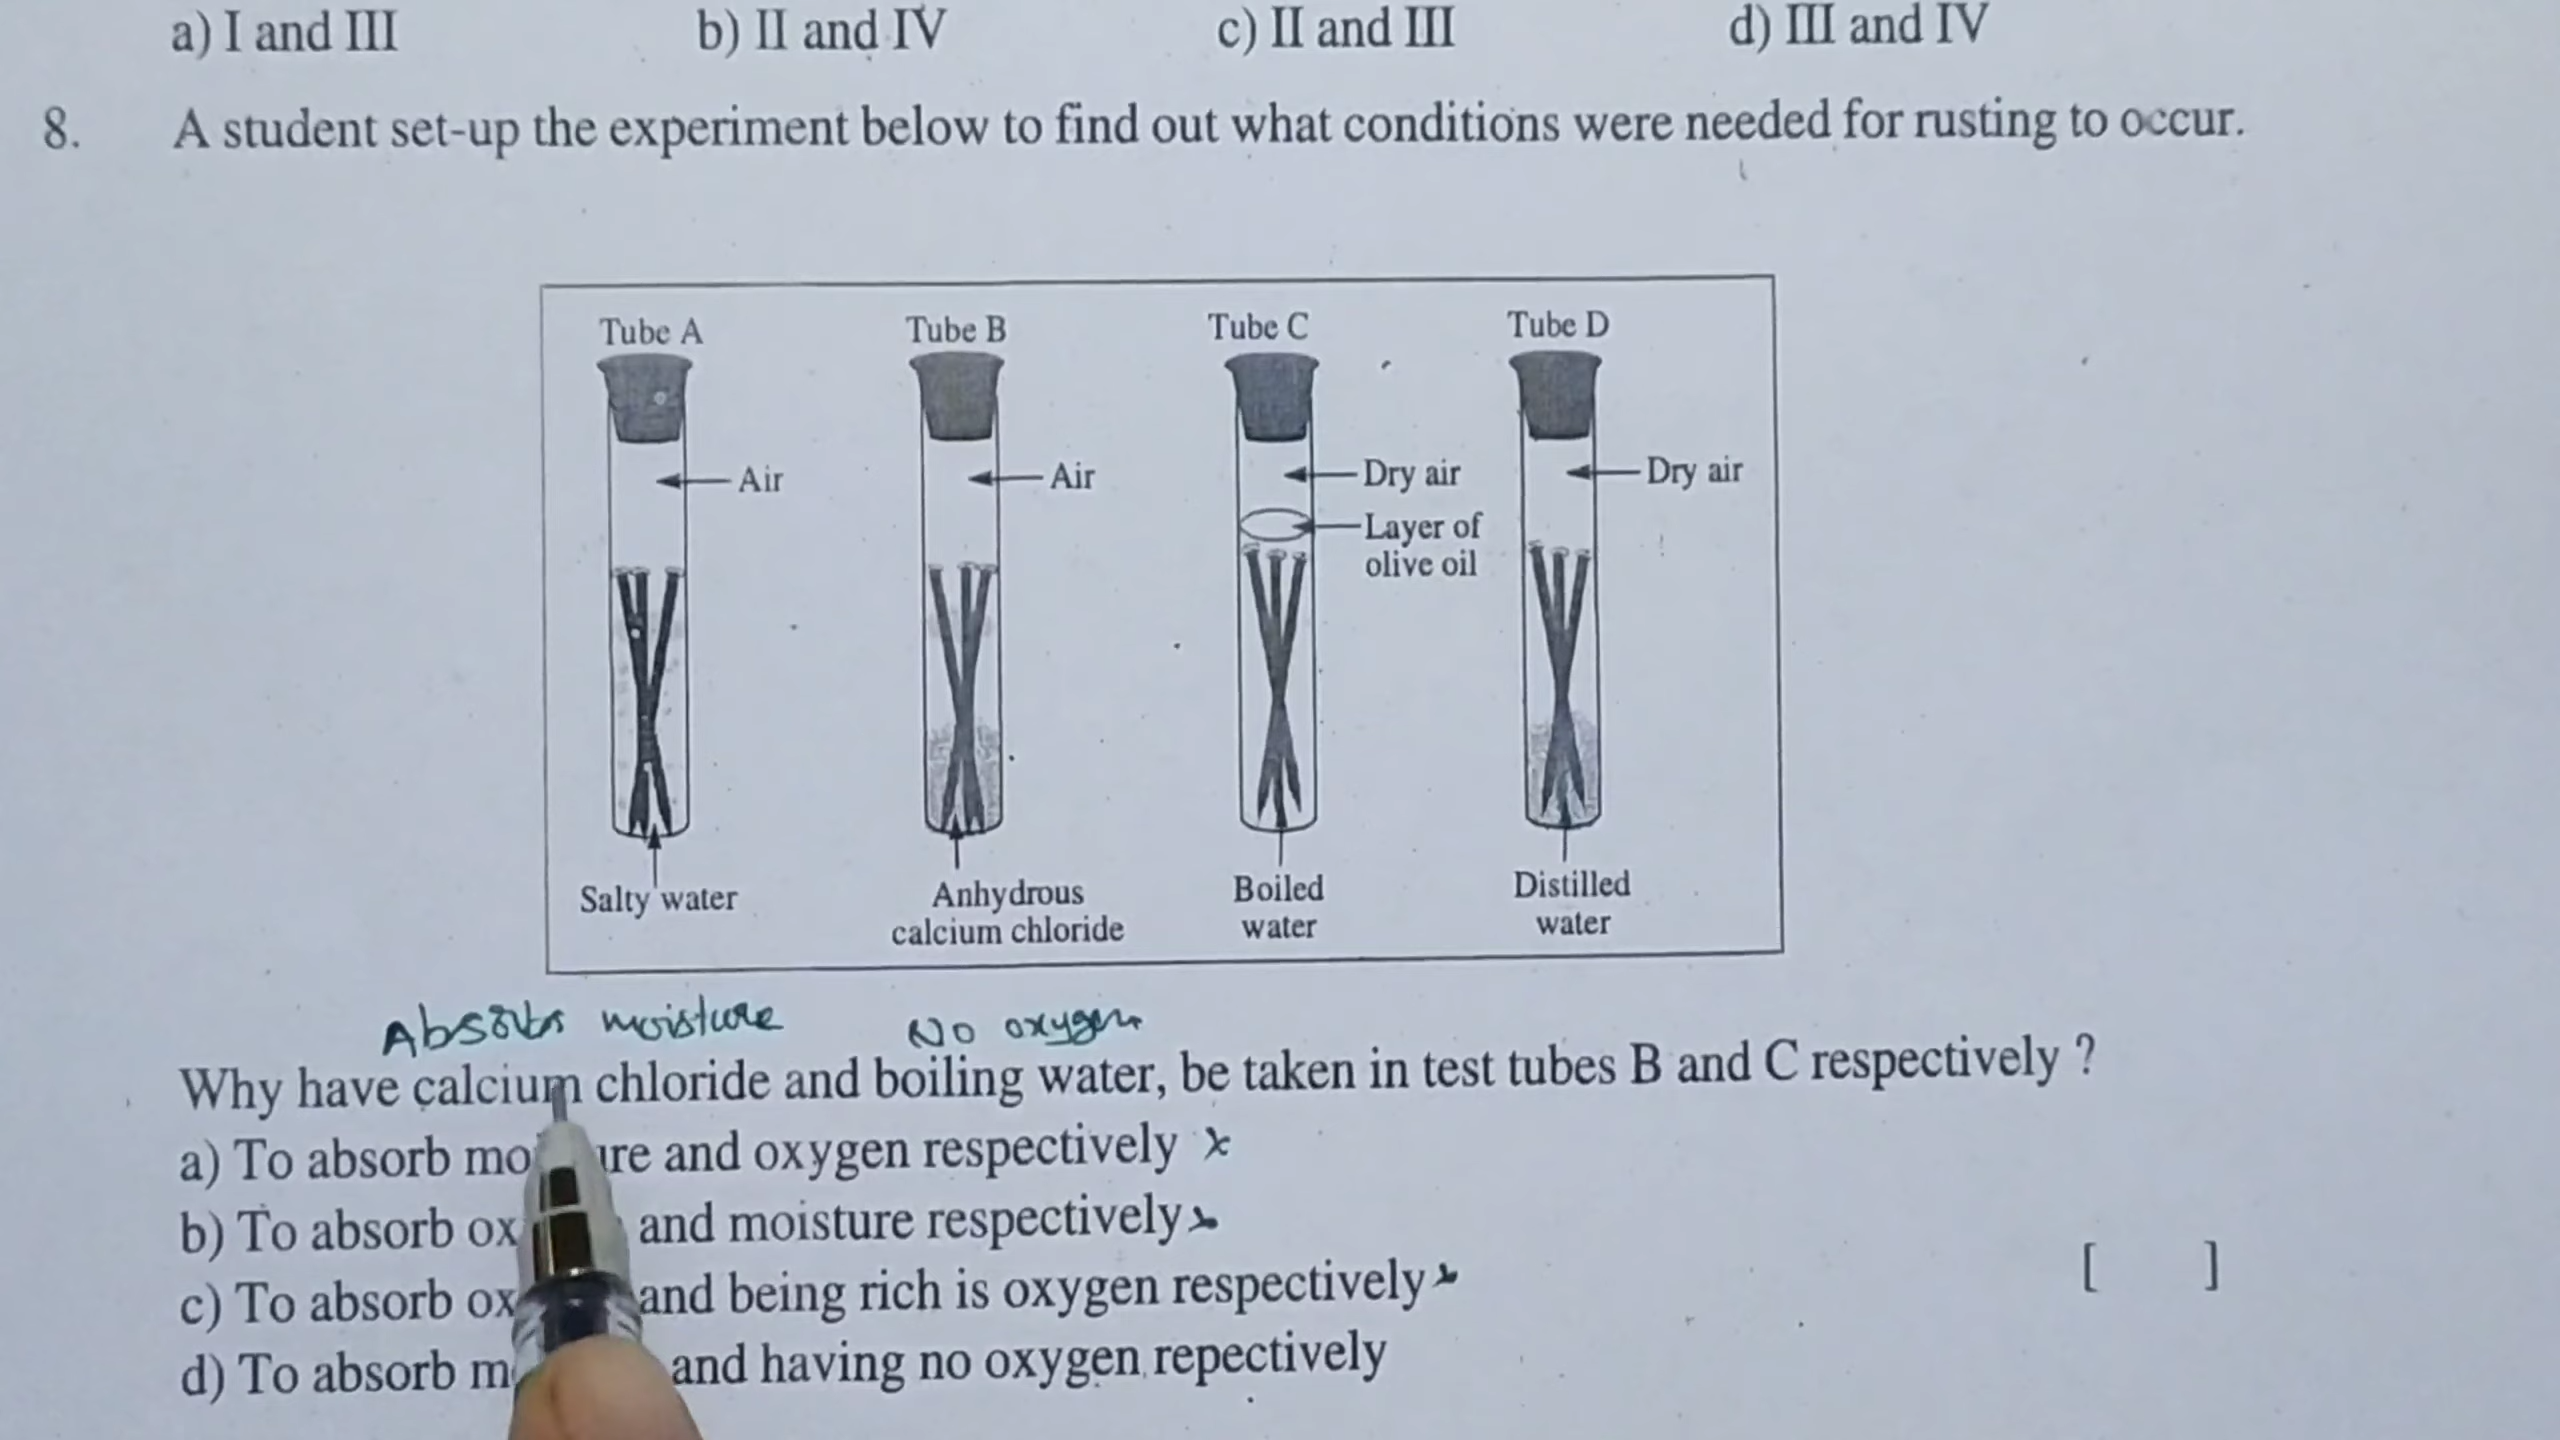 a) I and III b) II and IV c) II and III d) III and IV
8. A student set-up the experiment below to find out what conditions were needed for rusting to occur.
Tube A Tube B Tube C Tube D
Air Air Dry air Dry air
Layer of
olive oil
Salty water Anhydrous
calcium chloride Boiled
water Distilled
water
Absorbs moisture No oxygen
Why have calcium chloride and boiling water, be taken in test tubes B and C respectively ?
a) To absorb and oxygen respectively x
b) To absorb and moisture respectively
c) To absorb and being rich is oxygen respectively
[ ]
d) To absorb and having no oxygen repectively